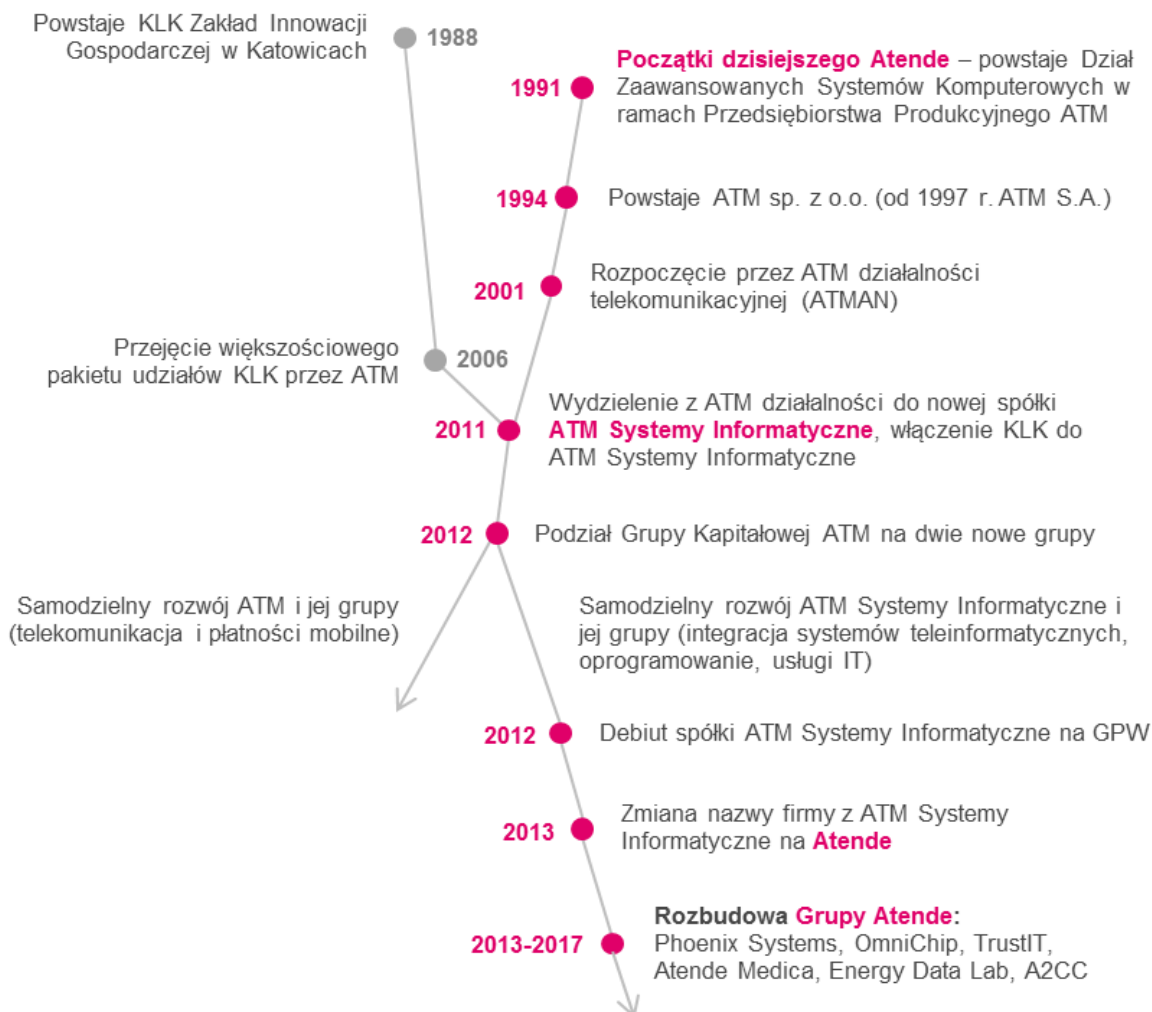 Powstaje KLK Zakład Innowacji
Gospodarczej w Katowicach
1988
1991
Początki dzisiejszego Atende – powstaje Dział
Zaawansowanych Systemów Komputerowych w
ramach Przedsiębiorstwa Produkcyjnego ATM
1994
Powstaje ATM sp. z o.o. (od 1997 r. ATM S.A.)
2001
Rozpoczęcie przez ATM działalności
telekomunikacyjnej (ATMAN)
Przejęcie większościowego
pakietu udziałów KLK przez ATM
2006
2011
Wydzielenie z ATM działalności do nowej spółki
ATM Systemy Informatyczne, włączenie KLK do
ATM Systemy Informatyczne
2012
Podział Grupy Kapitałowej ATM na dwie nowe grupy
Samodzielny rozwój ATM i jej grupy
(telekomunikacja i płatności mobilne)
Samodzielny rozwój ATM Systemy Informatyczne i
jej grupy (integracja systemów teleinformatycznych,
oprogramowanie, usługi IT)
2012
Debiut spółki ATM Systemy Informatyczne na GPW
2013
Zmiana nazwy firmy z ATM Systemy
Informatyczne na Atende
2013-2017
Rozbudowa Grupy Atende:
Phoenix Systems, OmniChip, TrustIT,
Atende Medica, Energy Data Lab, A2CC